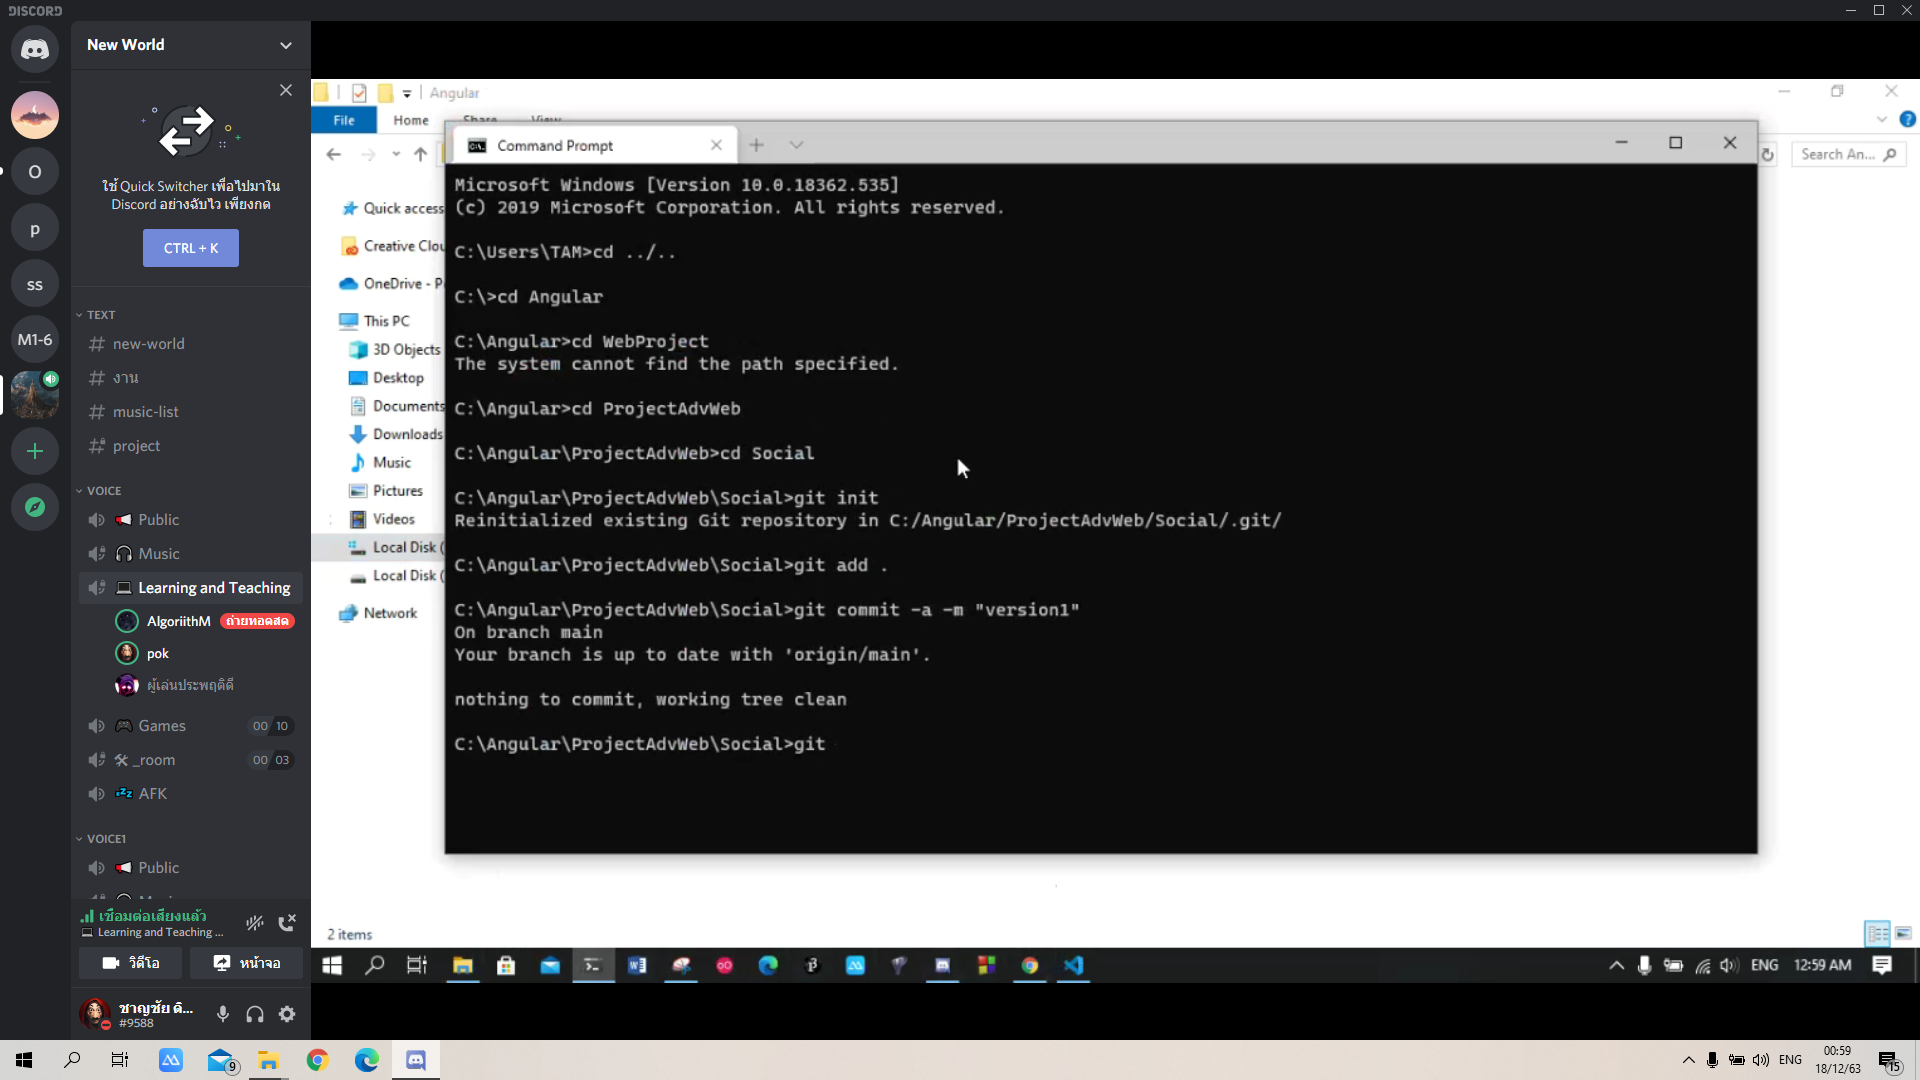 DISCORD
New World
ใช้ Quick Switcher เพื่อไปมาใน
Discord อย่างฉับไว เพียงกด
CTRL + K
TEXT
new-world
งาน
music-list
project
VOICE
Public
Music
Learning and Teaching
AlgoriithM ถ่ายทอดสด
pok
ผู้เล่นประพฤติดี
Games 00 10
_room 00 03
AFK
VOICE1
Public
เชื่อมต่อเสียงแล้ว
Learning and Teaching ...
วิดีโอ
หน้าจอ
ชาญชัย ดิ...
#9588
O
p
ss
M1-6
Angular
File
Home
Share
View
Search An...
Quick access
Creative Clou
OneDrive - P
This PC
3D Objects
Desktop
Documents
Downloads
Music
Pictures
Videos
Local Disk (
Local Disk (
Network
2 items
Command Prompt
Microsoft Windows [Version 10.0.18362.535]
(c) 2019 Microsoft Corporation. All rights reserved.
C:\Users\TAM>cd ../..
C:\>cd Angular
C:\Angular>cd WebProject
The system cannot find the path specified.
C:\Angular>cd ProjectAdvWeb
C:\Angular\ProjectAdvWeb>cd Social
C:\Angular\ProjectAdvWeb\Social>git init
Reinitialized existing Git repository in C:/Angular/ProjectAdvWeb/Social/.git/
C:\Angular\ProjectAdvWeb\Social>git add .
C:\Angular\ProjectAdvWeb\Social>git commit -a -m "version1"
On branch main
Your branch is up to date with 'origin/main'.
nothing to commit, working tree clean
C:\Angular\ProjectAdvWeb\Social>git
ENG 12:59 AM
9
ENG
00:59
18/12/63
15